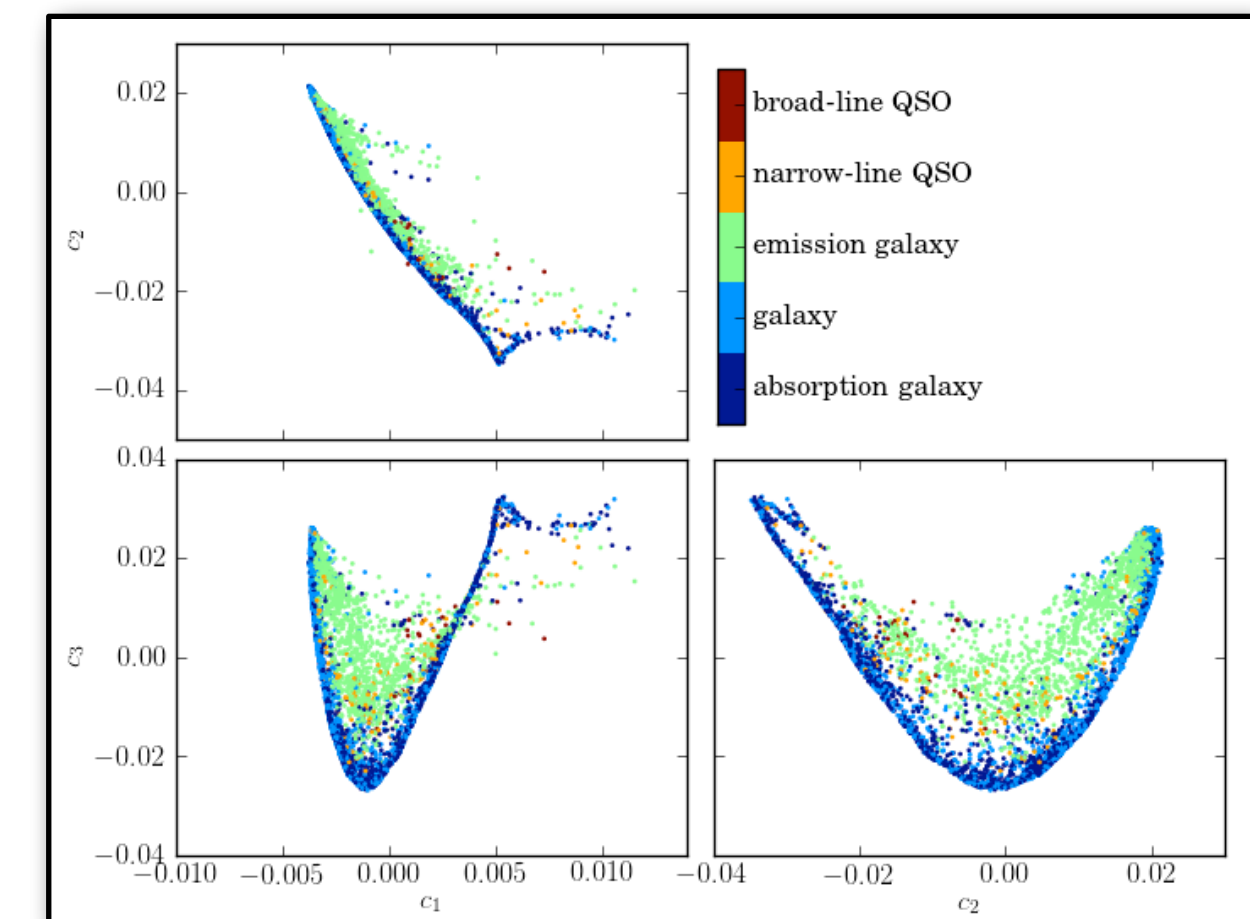 0.02
0.00
−0.02
−0.04
c2
broad-line QSO
narrow-line QSO
emission galaxy
galaxy
absorption galaxy
0.04
0.02
0.00
−0.02
−0.04
c3
−0.010 −0.005 0.000 0.005 0.010
c1
−0.04 −0.02 0.00 0.02
c2